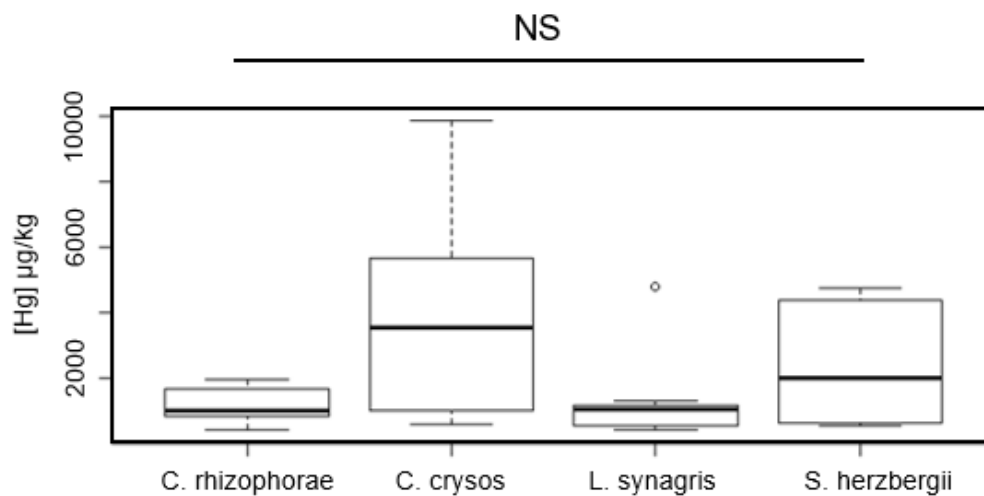 NS
[Hg] µg/kg
10000
6000
2000
C. rhizophorae C. crysos L. synagris S. herzbergii